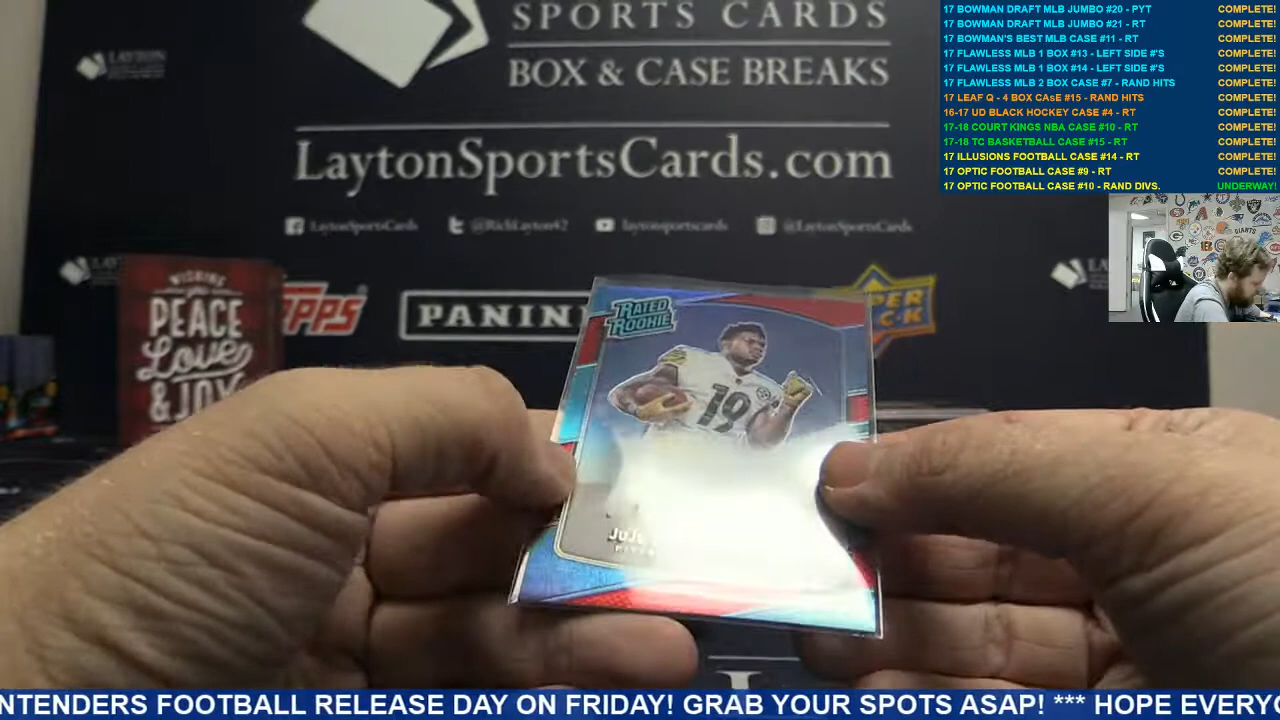 SPORTS CARDS
BOX & CASE BREAKS
LaytonSportsCards.com
LaytonSportsCards
@RickLayton42
laytonsportscards
@LaytonSportsCards
LAYTON
WISHING
PEACE
Love
& JOY
TOPPS
PANINI
RATED
ROOKIE
19
JuJu
17 BOWMAN DRAFT MLB JUMBO #20 - PYT COMPLETE!
17 BOWMAN DRAFT MLB JUMBO #21 - RT COMPLETE!
17 BOWMAN'S BEST MLB CASE #11 - RT COMPLETE!
17 FLAWLESS MLB 1 BOX #13 - LEFT SIDE #'S COMPLETE!
17 FLAWLESS MLB 1 BOX #14 - LEFT SIDE #'S COMPLETE!
17 FLAWLESS MLB 2 BOX CASE #7 - RAND HITS COMPLETE!
17 LEAF Q - 4 BOX CAsE #15 - RAND HITS COMPLETE!
16-17 UD BLACK HOCKEY CASE #4 - RT COMPLETE!
17-18 COURT KINGS NBA CASE #10 - RT COMPLETE!
17-18 TC BASKETBALL CASE #15 - RT COMPLETE!
17 ILLUSIONS FOOTBALL CASE #14 - RT COMPLETE!
17 OPTIC FOOTBALL CASE #9 - RT COMPLETE!
17 OPTIC FOOTBALL CASE #10 - RAND DIVS. UNDERWAY!
GIANTS
NTENDERS FOOTBALL RELEASE DAY ON FRIDAY! GRAB YOUR SPOTS ASAP! *** HOPE EVERYO